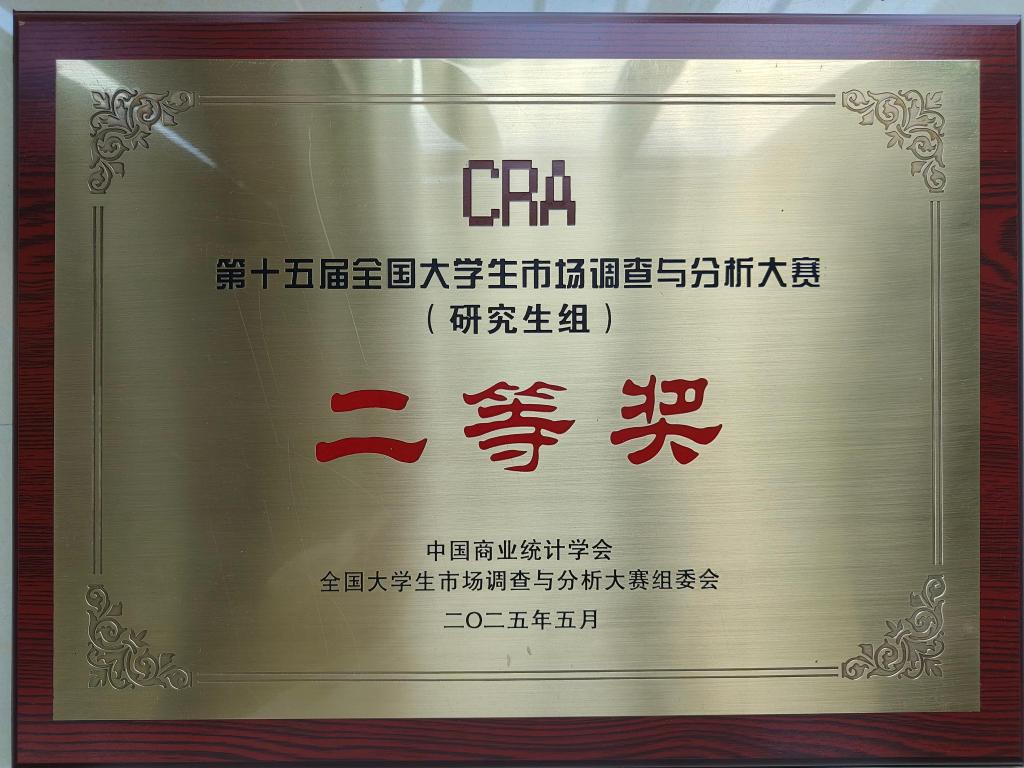 CRA
第十五届全国大学生市场调查与分析大赛
（研究生组）
二等奖
中国商业统计学会
全国大学生市场调查与分析大赛组委会
二〇二五年五月